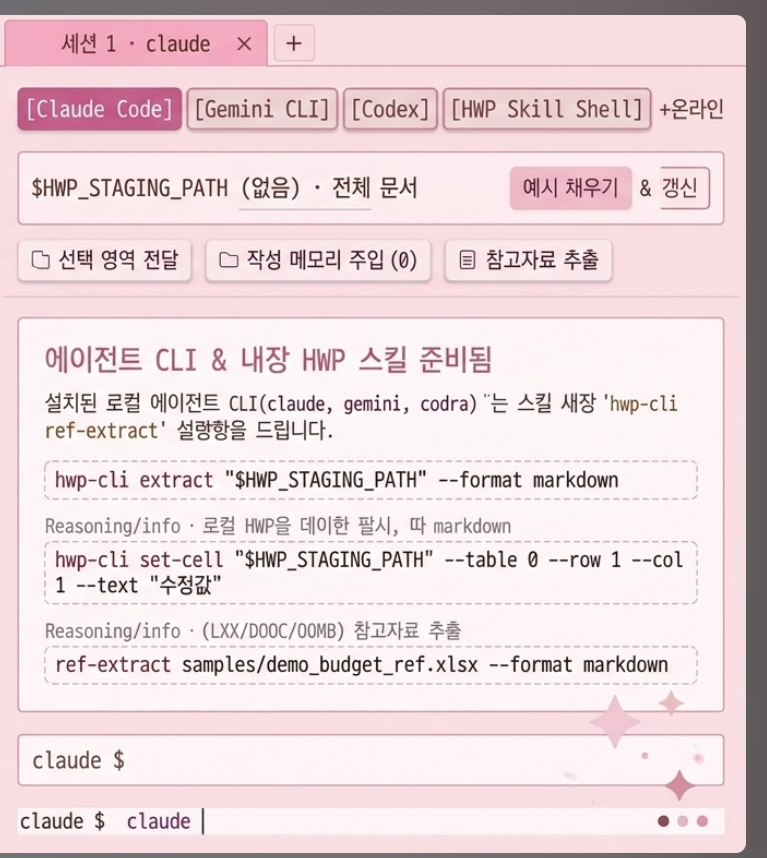 세션 1 · claude × +
[Claude Code] [Gemini CLI] [Codex] [HWP Skill Shell] +온라인
$HWP_STAGING_PATH (없음) · 전체 문서 예시 채우기 & 갱신
선택 영역 전달 작성 메모리 주입 (0) 참고자료 추출
에이전트 CLI & 내장 HWP 스킬 준비됨
설치된 로컬 에이전트 CLI(claude, gemini, codra) ¨는 스킬 새장 'hwp-cli
ref-extract' 설량항을 드립니다.
hwp-cli extract "$HWP_STAGING_PATH" --format markdown
Reasoning/info · 로컬 HWP을 데이한 팔시, 따 markdown
hwp-cli set-cell "$HWP_STAGING_PATH" --table 0 --row 1 --col
1 --text "수정값"
Reasoning/info · (LXX/DOOC/OOMB) 참고자료 추출
ref-extract samples/demo_budget_ref.xlsx --format markdown
claude $
claude $ claude